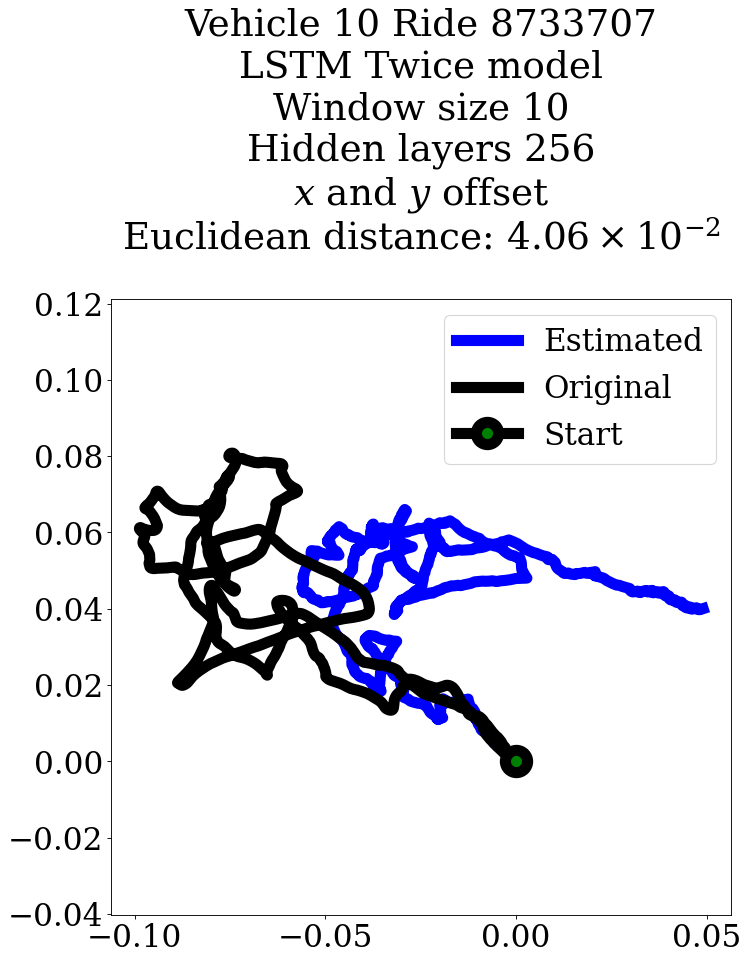 Vehicle 10 Ride 8733707
LSTM Twice model
Window size 10
Hidden layers 256
x and y offset
Euclidean distance: 4.06 × 10⁻²
0.12
0.10
0.08
0.06
0.04
0.02
0.00
−0.02
−0.04
Estimated
Original
Start
−0.10 −0.05 0.00 0.05